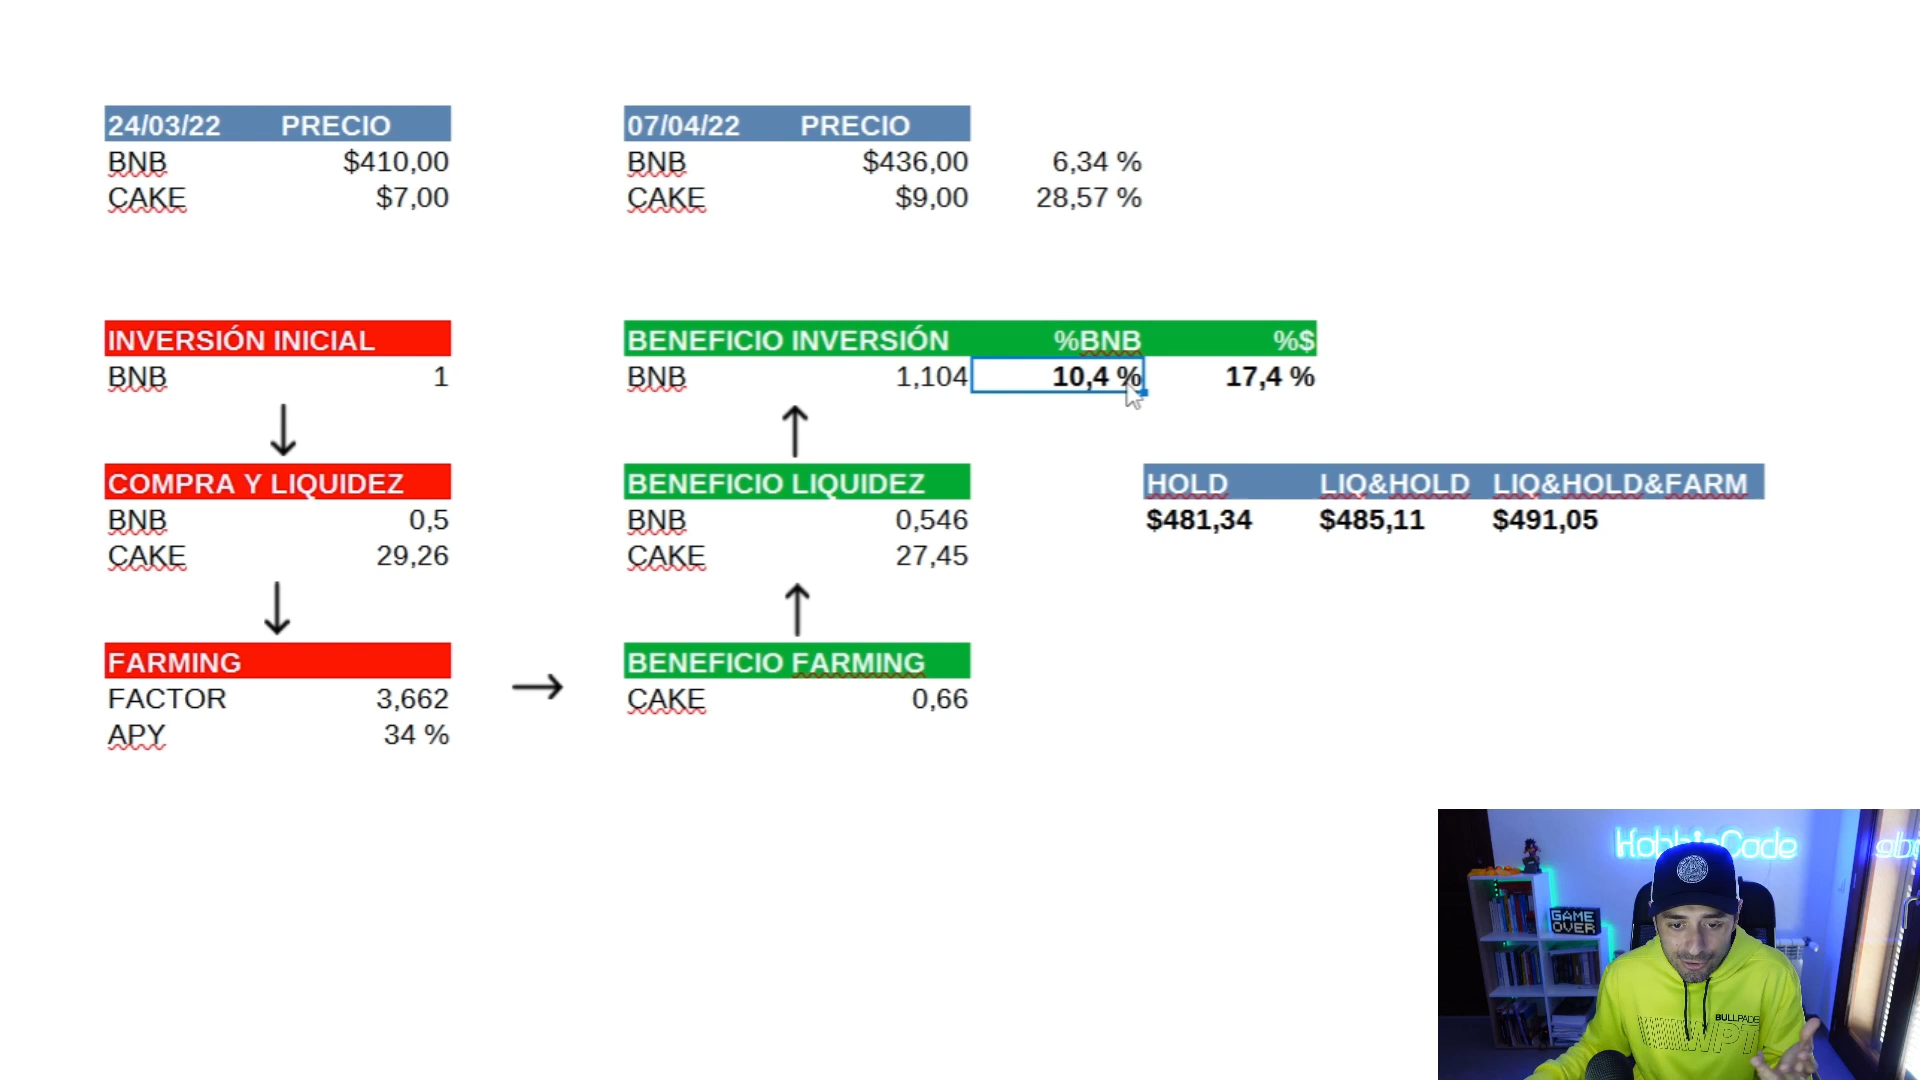 24/03/22 PRECIO
BNB $410,00
CAKE $7,00
07/04/22 PRECIO
BNB $436,00 6,34 %
CAKE $9,00 28,57 %
INVERSIÓN INICIAL
BNB 1
BENEFICIO INVERSIÓN %BNB %$
BNB 1,104 10,4 % 17,4 %
COMPRA Y LIQUIDEZ
BNB 0,5
CAKE 29,26
BENEFICIO LIQUIDEZ
BNB 0,546
CAKE 27,45
HOLD LIQ&HOLD LIQ&HOLD&FARM
$481,34 $485,11 $491,05
FARMING
FACTOR 3,662
APY 34 %
BENEFICIO FARMING
CAKE 0,66
GAME
OVER